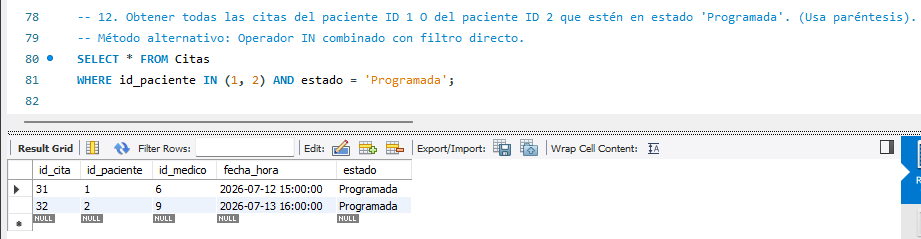 78 -- 12. Obtener todas las citas del paciente ID 1 O del paciente ID 2 que estén en estado 'Programada'. (Usa paréntesis).
79 -- Método alternativo: Operador IN combinado con filtro directo.
80 SELECT * FROM Citas
81 WHERE id_paciente IN (1, 2) AND estado = 'Programada';
82
Result Grid Filter Rows: Edit: Export/Import: Wrap Cell Content:
id_cita id_paciente id_medico fecha_hora estado
31 1 6 2026-07-12 15:00:00 Programada
32 2 9 2026-07-13 16:00:00 Programada
NULL NULL NULL NULL NULL